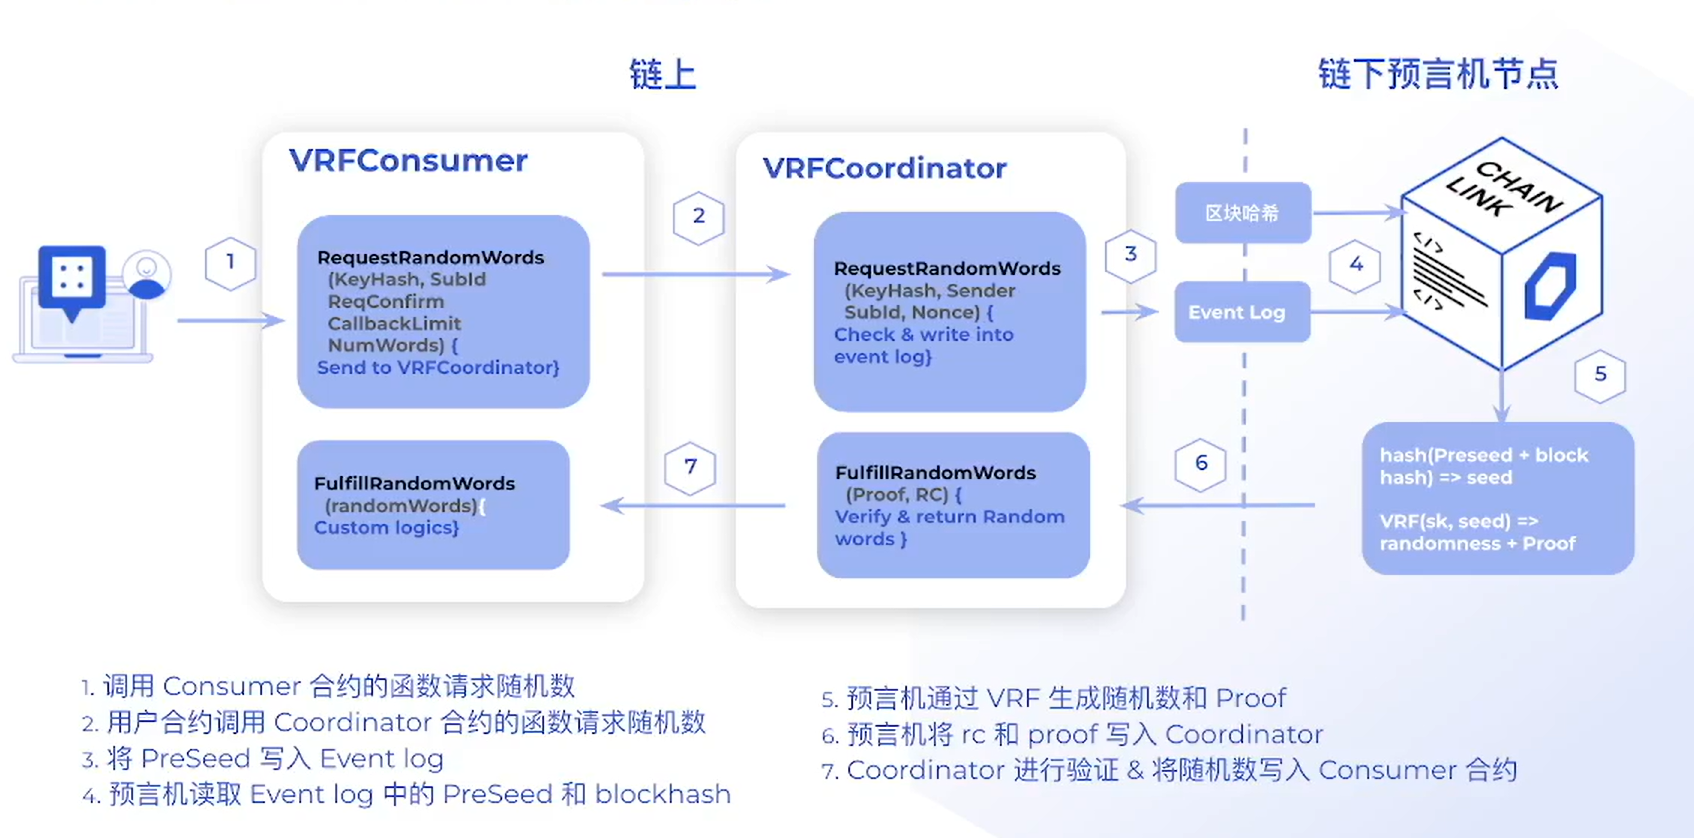 链上
链下预言机节点
VRFConsumer
1
RequestRandomWords
(KeyHash, SubId
ReqConfirm
CallbackLimit
NumWords) {
Send to VRFCoordinator}
FulfillRandomWords
(randomWords){
Custom logics}
2
7
VRFCoordinator
RequestRandomWords
(KeyHash, Sender
SubId, Nonce) {
Check & write into
event log}
FulfillRandomWords
(Proof, RC) {
Verify & return Random
words }
3
6
区块哈希
Event Log
4
CHAIN
LINK
</>
</>
5
hash(Preseed + block
hash) => seed
VRF(sk, seed) =>
randomness + Proof
1. 调用 Consumer 合约的函数请求随机数
2. 用户合约调用 Coordinator 合约的函数请求随机数
3. 将 PreSeed 写入 Event log
4. 预言机读取 Event log 中的 PreSeed 和 blockhash
5. 预言机通过 VRF 生成随机数和 Proof
6. 预言机将 rc 和 proof 写入 Coordinator
7. Coordinator 进行验证 & 将随机数写入 Consumer 合约